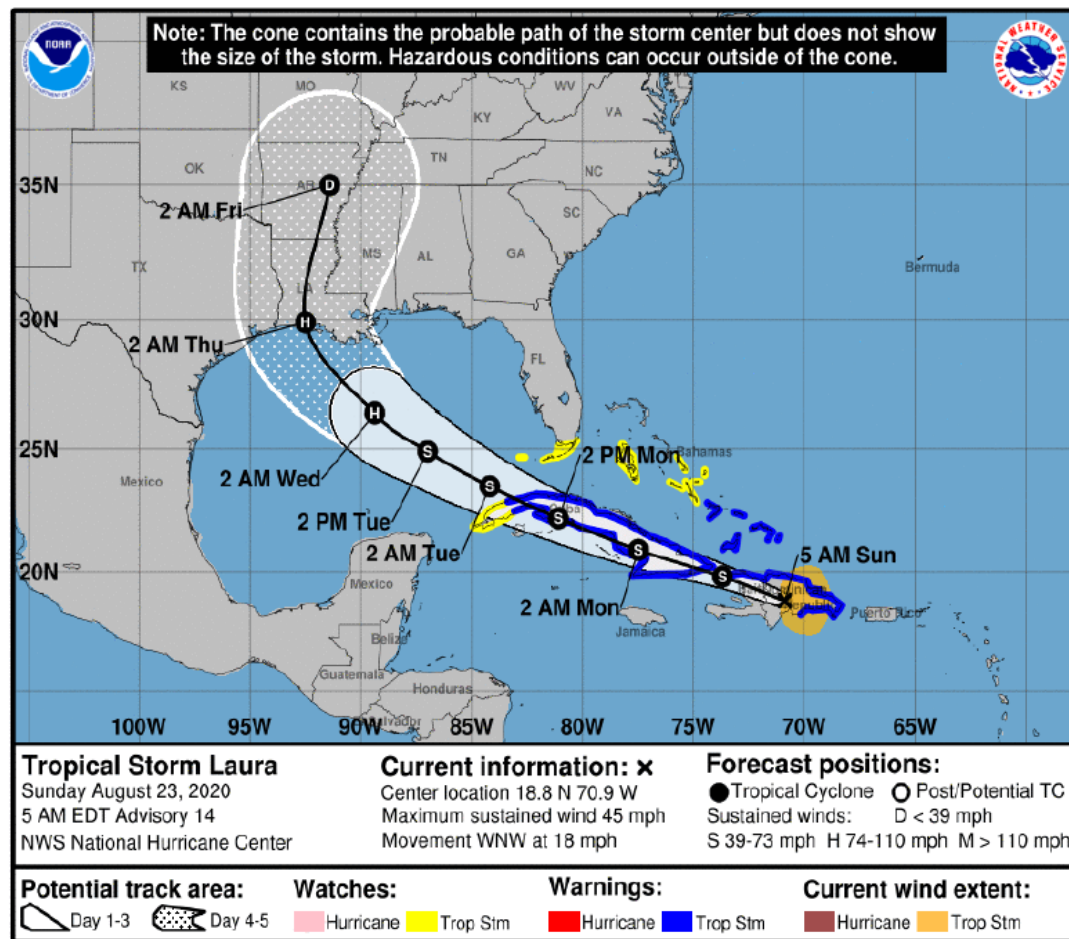 Note: The cone contains the probable path of the storm center but does not show
the size of the storm. Hazardous conditions can occur outside of the cone.
NOAA
NATIONAL WEATHER SERVICE
KS
MO
WV
VA
KY
OK
AR
TN
NC
35N
2 AM Fri
SC
TX
MS
AL
GA
Bermuda
LA
30N
2 AM Thu
FL
25N
2 PM Mon
Bahamas
Mexico
2 AM Wed
2 PM Tue
Cuba
2 AM Tue
5 AM Sun
20N
Mexico
2 AM Mon
Puerto Rico
Jamaica
Belize
Guatemala
Honduras
100W
95W
90W
85W
80W
75W
70W
65W
D
H
H
S
S
S
S
S
Tropical Storm Laura
Sunday August 23, 2020
5 AM EDT Advisory 14
NWS National Hurricane Center
Current information: x
Center location 18.8 N 70.9 W
Maximum sustained wind 45 mph
Movement WNW at 18 mph
Forecast positions:
Tropical Cyclone Post/Potential TC
Sustained winds: D < 39 mph
S 39-73 mph H 74-110 mph M > 110 mph
Potential track area:
Day 1-3 Day 4-5
Watches:
Hurricane Trop Stm
Warnings:
Hurricane Trop Stm
Current wind extent:
Hurricane Trop Stm